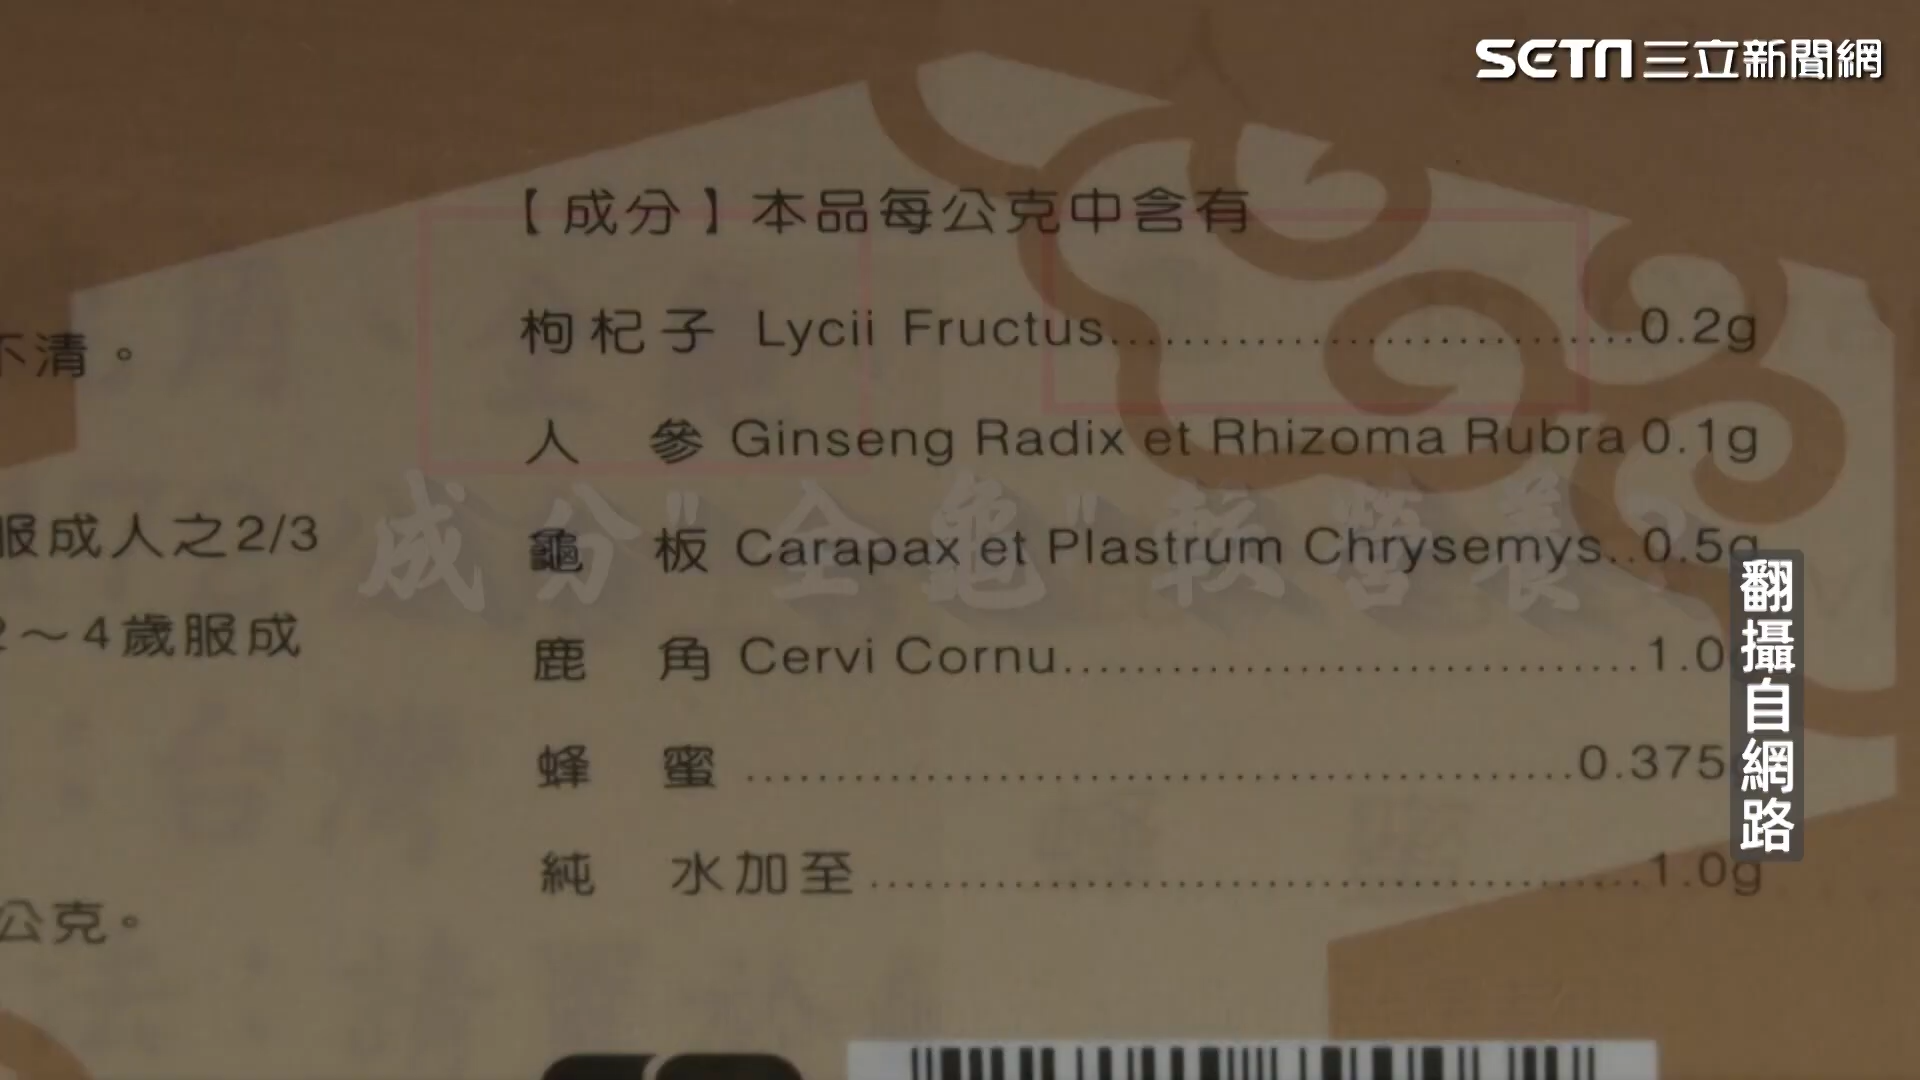 SETN三立新聞網
【成分】本品每公克中含有
枸杞子 Lycii Fructus..............................0.2g
人 參 Ginseng Radix et Rhizoma Rubra 0.1g
龜 板 Carapax et Plastrum Chrysemys..0.5g
鹿 角 Cervi Cornu.................................1.0
蜂 蜜 ...............................................0.375
純 水加至...........................................1.0g
不清。
服成人之2/3
2～4歲服成
公克。
成分"全龜"較營養?
翻攝自網路